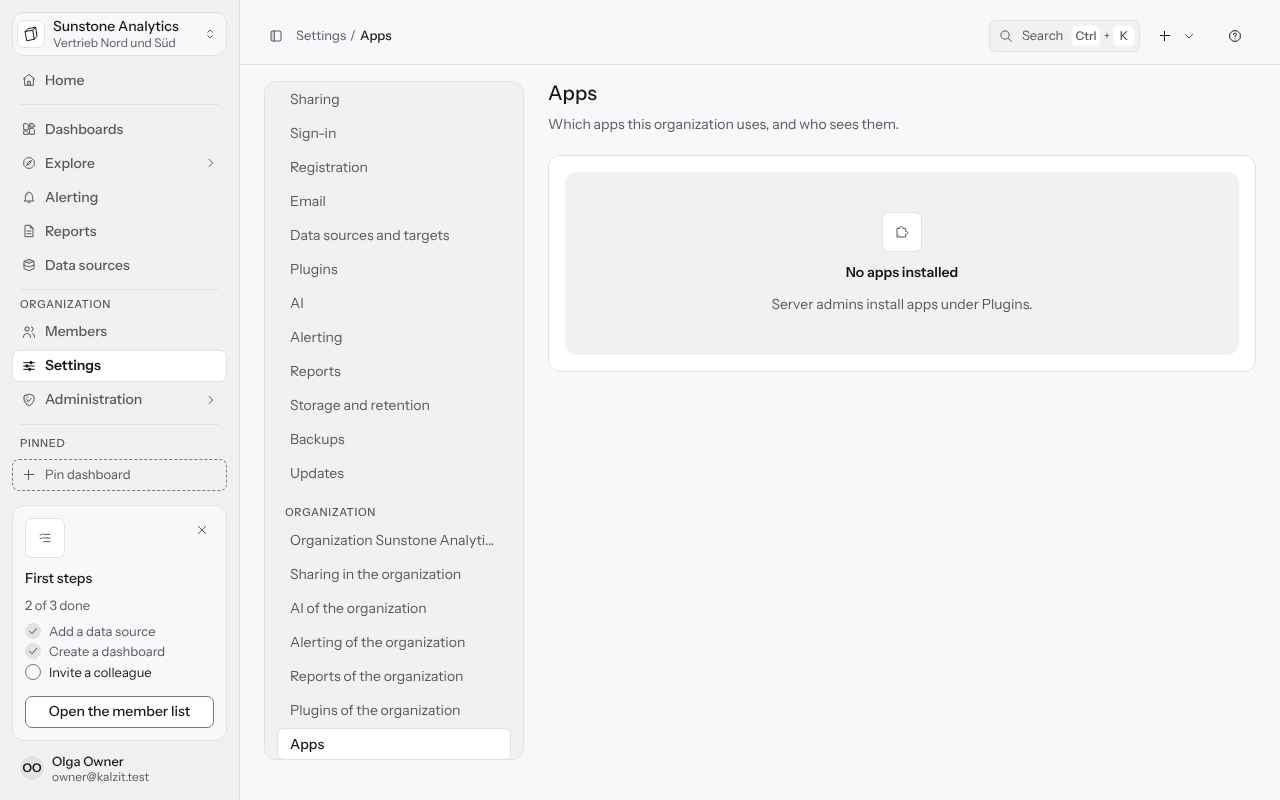 Sunstone Analytics
Vertrieb Nord und Süd
Home
Dashboards
Explore
Alerting
Reports
Data sources
ORGANIZATION
Members
Settings
Administration
PINNED
Pin dashboard
First steps
2 of 3 done
Add a data source
Create a dashboard
Invite a colleague
Open the member list
OO
Olga Owner
owner@kalzit.test
Settings / Apps
Search Ctrl + K
Sharing
Sign-in
Registration
Email
Data sources and targets
Plugins
AI
Alerting
Reports
Storage and retention
Backups
Updates
ORGANIZATION
Organization Sunstone Analyti...
Sharing in the organization
AI of the organization
Alerting of the organization
Reports of the organization
Plugins of the organization
Apps
Apps
Which apps this organization uses, and who sees them.
No apps installed
Server admins install apps under Plugins.